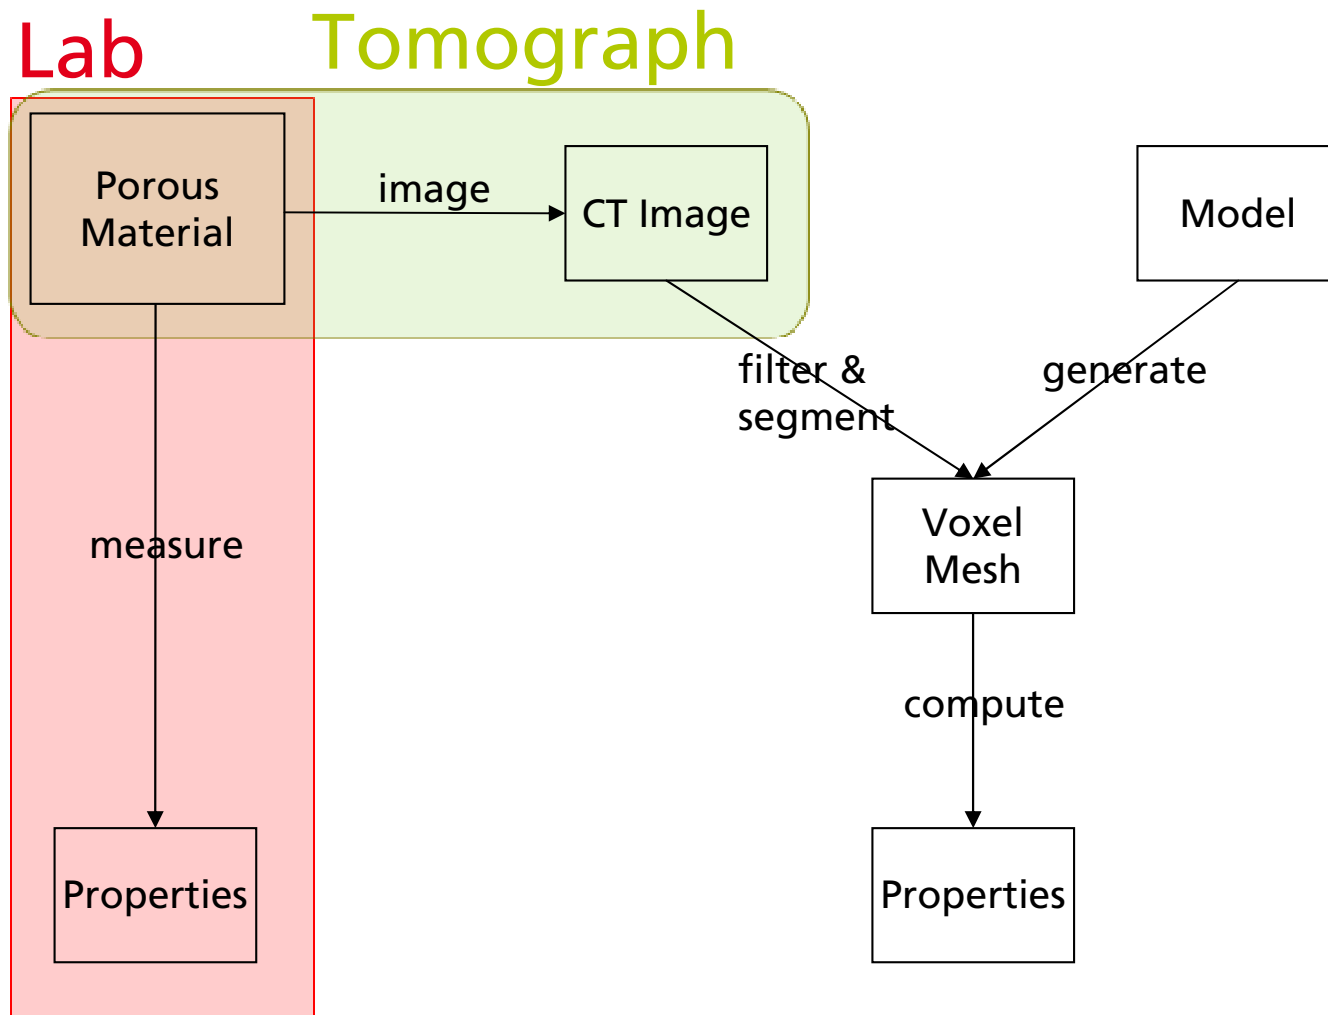 Lab
Tomograph
Porous
Material
image
CT Image
Model
filter &
segment
generate
measure
Voxel
Mesh
compute
Properties
Properties